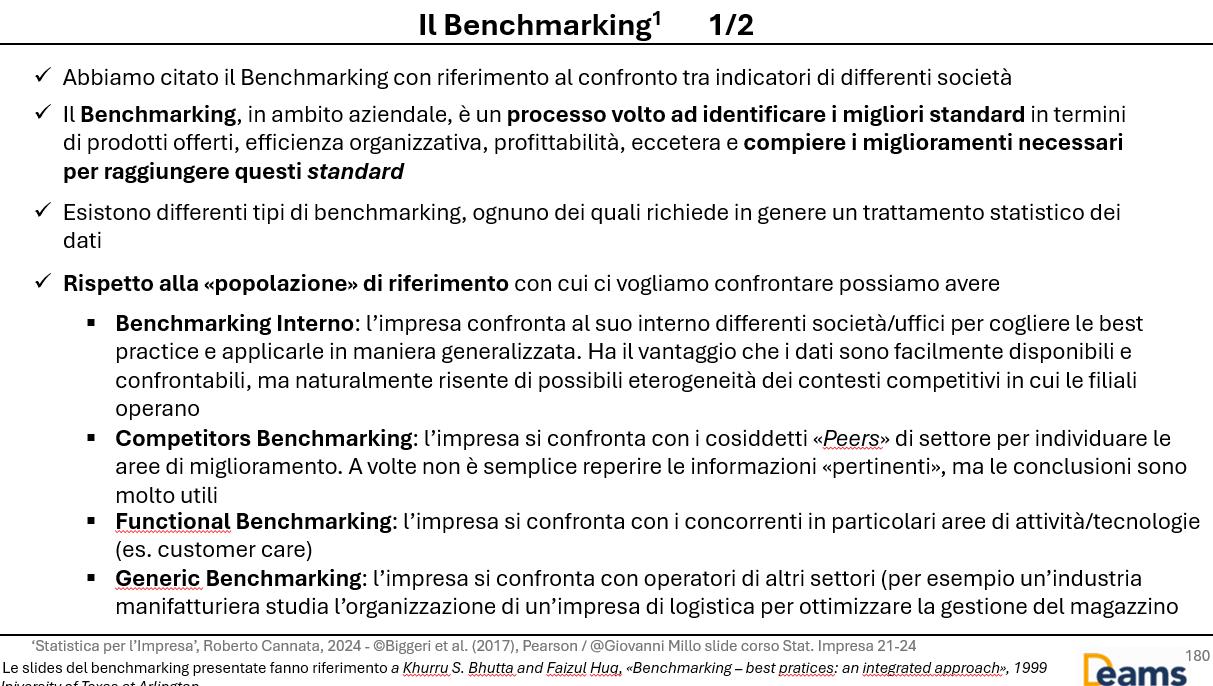 Il Benchmarking¹ 1/2
✓ Abbiamo citato il Benchmarking con riferimento al confronto tra indicatori di differenti società
✓ Il Benchmarking, in ambito aziendale, è un processo volto ad identificare i migliori standard in termini
di prodotti offerti, efficienza organizzativa, profittabilità, eccetera e compiere i miglioramenti necessari
per raggiungere questi standard
✓ Esistono differenti tipi di benchmarking, ognuno dei quali richiede in genere un trattamento statistico dei
dati
✓ Rispetto alla «popolazione» di riferimento con cui ci vogliamo confrontare possiamo avere
▪ Benchmarking Interno: l’impresa confronta al suo interno differenti società/uffici per cogliere le best
practice e applicarle in maniera generalizzata. Ha il vantaggio che i dati sono facilmente disponibili e
confrontabili, ma naturalmente risente di possibili eterogeneità dei contesti competitivi in cui le filiali
operano
▪ Competitors Benchmarking: l’impresa si confronta con i cosiddetti «Peers» di settore per individuare le
aree di miglioramento. A volte non è semplice reperire le informazioni «pertinenti», ma le conclusioni sono
molto utili
▪ Functional Benchmarking: l’impresa si confronta con i concorrenti in particolari aree di attività/tecnologie
(es. customer care)
▪ Generic Benchmarking: l’impresa si confronta con operatori di altri settori (per esempio un’industria
manifatturiera studia l’organizzazione di un’impresa di logistica per ottimizzare la gestione del magazzino
‘Statistica per l’Impresa’, Roberto Cannata, 2024 - ©Biggeri et al. (2017), Pearson / @Giovanni Millo slide corso Stat. Impresa 21-24
180
Le slides del benchmarking presentate fanno riferimento a Khurru S. Bhutta and Faizul Huq, «Benchmarking – best pratices: an integrated approach», 1999
University of Texas at Arlington
Deams